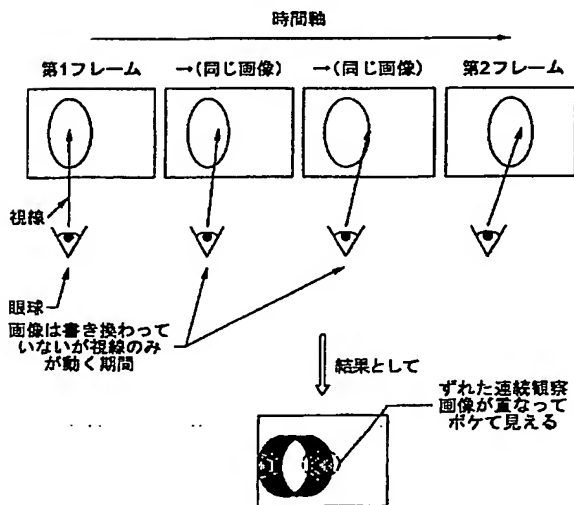 時間軸
第1フレーム
→(同じ画像)
→(同じ画像)
第2フレーム
視線
眼球
画像は書き換わって
いないが視線のみ
が動く期間
結果として
ずれた連続観察
画像が重なって
ボケて見える